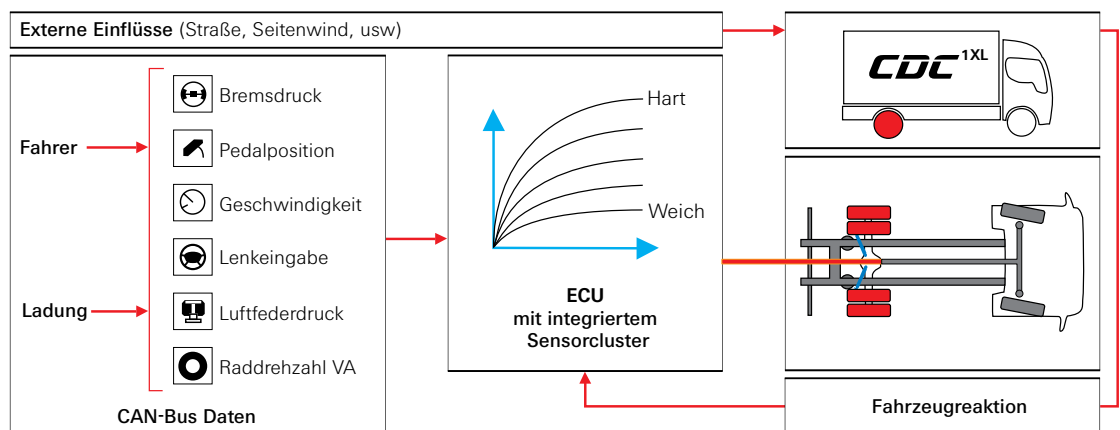 Externe Einflüsse (Straße, Seitenwind, usw)
Fahrer
Ladung
Bremsdruck
Pedalposition
Geschwindigkeit
Lenkeingabe
Luftfederdruck
Raddrehzahl VA
CAN-Bus Daten
Hart
Weich
ECU
mit integriertem
Sensorcluster
CDC 1XL
Fahrzeugreaktion